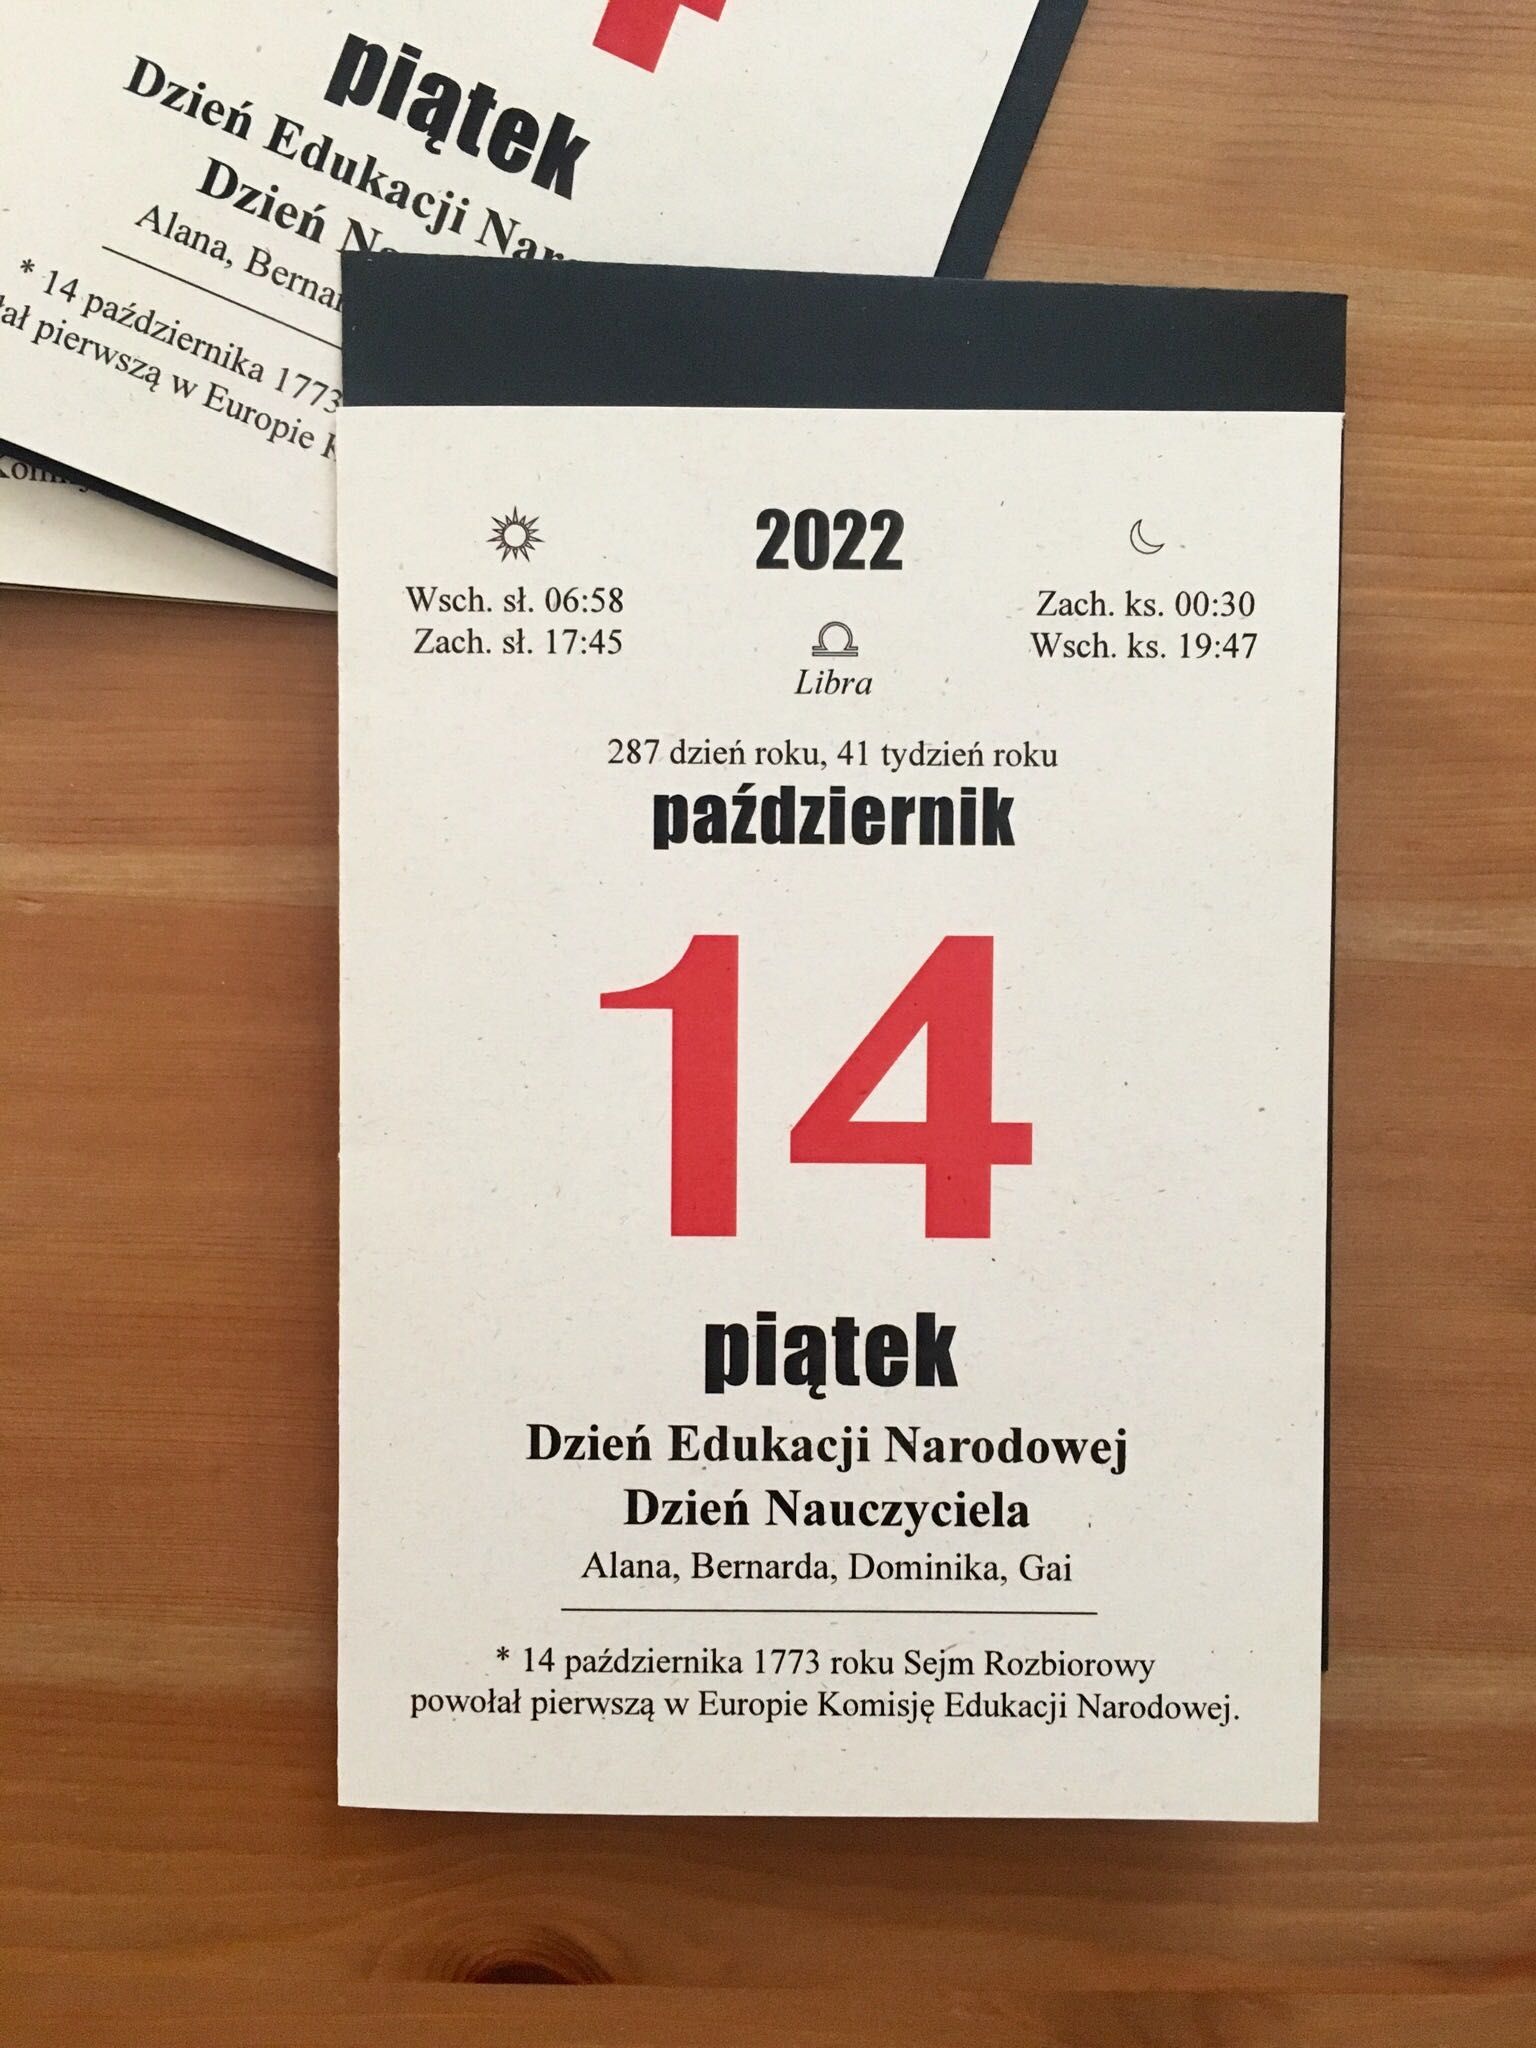 piątek
Dzień Edukacji
Dzień
Alana,
* 14 października 1773
pierwszą w Europie
2022
Wsch. sł. 06:58
Zach. sł. 17:45
Zach. ks. 00:30
Wsch. ks. 19:47
Libra
287 dzień roku, 41 tydzień roku
październik
14
piątek
Dzień Edukacji Narodowej
Dzień Nauczyciela
Alana, Bernarda, Dominika, Gai
* 14 października 1773 roku Sejm Rozbiorowy
powołał pierwszą w Europie Komisję Edukacji Narodowej.